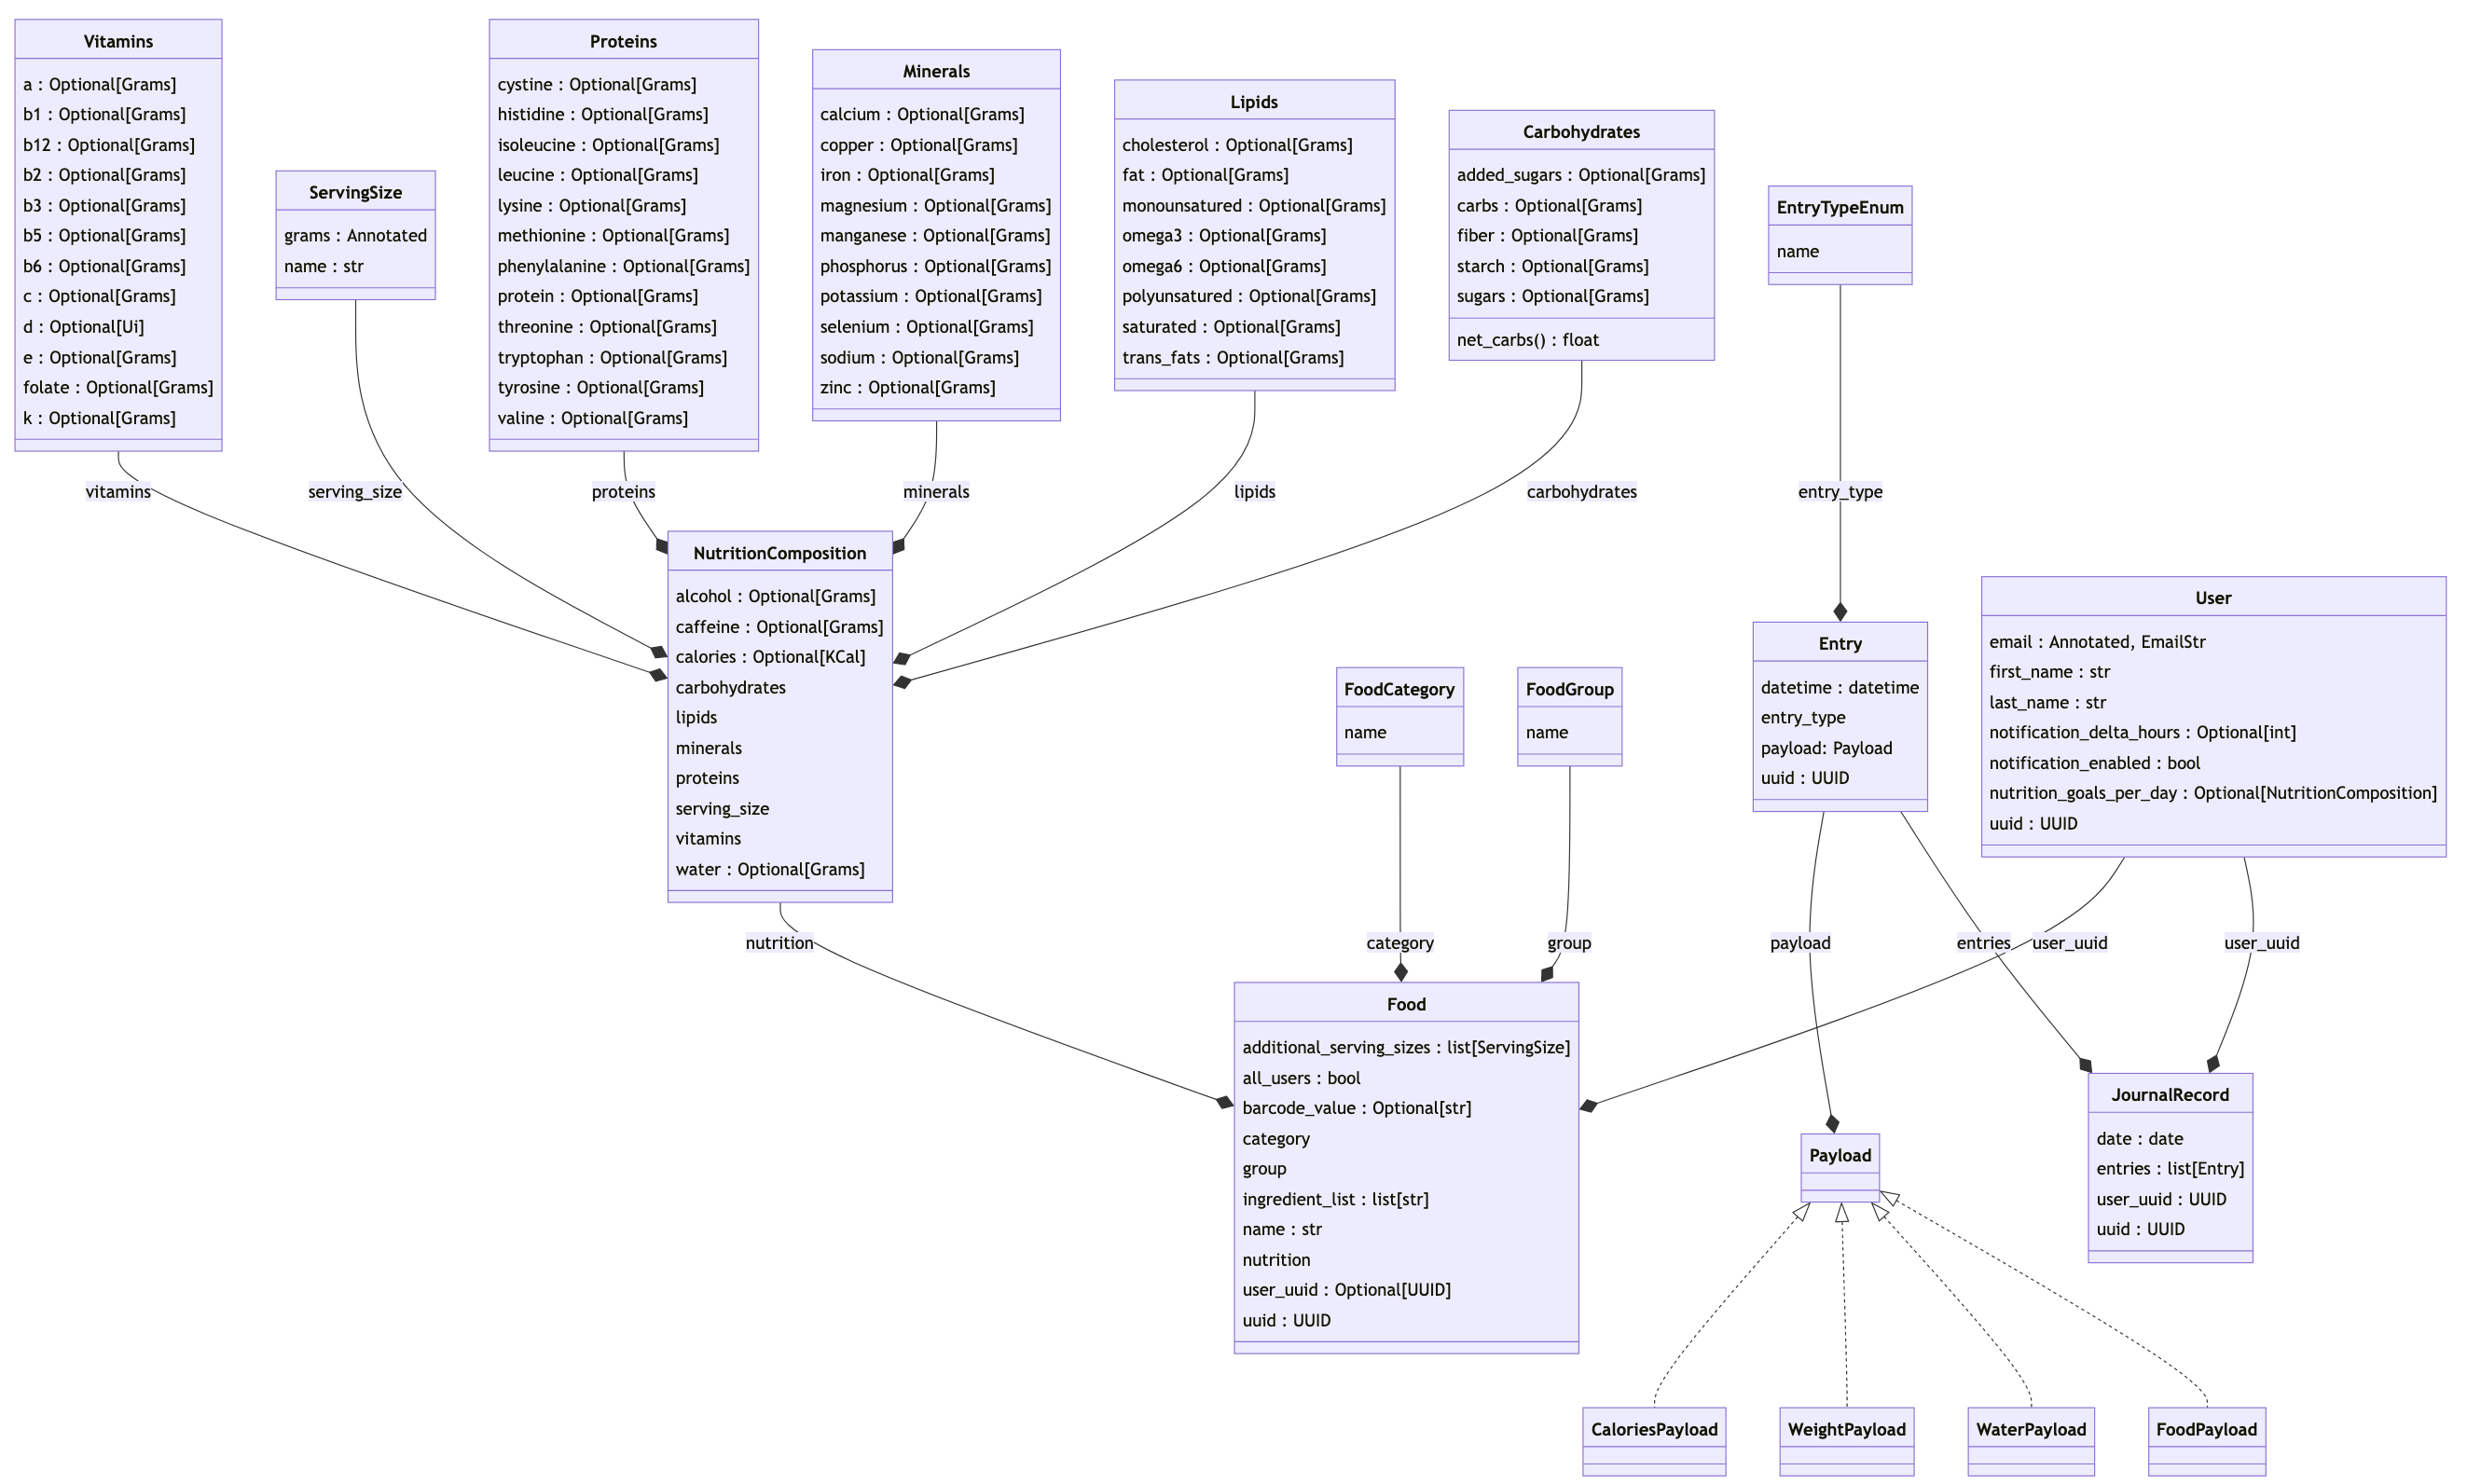 Vitamins
a : Optional[Grams]
b1 : Optional[Grams]
b12 : Optional[Grams]
b2 : Optional[Grams]
b3 : Optional[Grams]
b5 : Optional[Grams]
b6 : Optional[Grams]
c : Optional[Grams]
d : Optional[Ui]
e : Optional[Grams]
folate : Optional[Grams]
k : Optional[Grams]
ServingSize
grams : Annotated
name : str
Proteins
cystine : Optional[Grams]
histidine : Optional[Grams]
isoleucine : Optional[Grams]
leucine : Optional[Grams]
lysine : Optional[Grams]
methionine : Optional[Grams]
phenylalanine : Optional[Grams]
protein : Optional[Grams]
threonine : Optional[Grams]
tryptophan : Optional[Grams]
tyrosine : Optional[Grams]
valine : Optional[Grams]
Minerals
calcium : Optional[Grams]
copper : Optional[Grams]
iron : Optional[Grams]
magnesium : Optional[Grams]
manganese : Optional[Grams]
phosphorus : Optional[Grams]
potassium : Optional[Grams]
selenium : Optional[Grams]
sodium : Optional[Grams]
zinc : Optional[Grams]
Lipids
cholesterol : Optional[Grams]
fat : Optional[Grams]
monounsatured : Optional[Grams]
omega3 : Optional[Grams]
omega6 : Optional[Grams]
polyunsatured : Optional[Grams]
saturated : Optional[Grams]
trans_fats : Optional[Grams]
Carbohydrates
added_sugars : Optional[Grams]
carbs : Optional[Grams]
fiber : Optional[Grams]
starch : Optional[Grams]
sugars : Optional[Grams]
net_carbs() : float
EntryTypeEnum
name
vitamins
serving_size
proteins
minerals
lipids
carbohydrates
entry_type
NutritionComposition
alcohol : Optional[Grams]
caffeine : Optional[Grams]
calories : Optional[KCal]
carbohydrates
lipids
minerals
proteins
serving_size
vitamins
water : Optional[Grams]
FoodCategory
name
FoodGroup
name
Entry
datetime : datetime
entry_type
payload: Payload
uuid : UUID
User
email : Annotated, EmailStr
first_name : str
last_name : str
notification_delta_hours : Optional[int]
notification_enabled : bool
nutrition_goals_per_day : Optional[NutritionComposition]
uuid : UUID
nutrition
category
group
payload
entries
user_uuid
user_uuid
Food
additional_serving_sizes : list[ServingSize]
all_users : bool
barcode_value : Optional[str]
category
group
ingredient_list : list[str]
name : str
nutrition
user_uuid : Optional[UUID]
uuid : UUID
Payload
JournalRecord
date : date
entries : list[Entry]
user_uuid : UUID
uuid : UUID
CaloriesPayload
WeightPayload
WaterPayload
FoodPayload